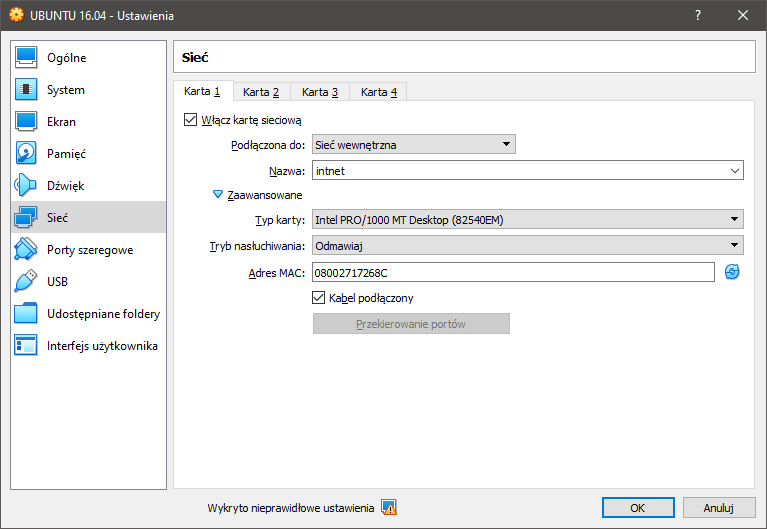 UBUNTU 16.04 - Ustawienia
?
Ogólne
System
Ekran
Pamięć
Dźwięk
Sieć
Porty szeregowe
USB
Udostępniane foldery
Interfejs użytkownika
Sieć
Karta 1 Karta 2 Karta 3 Karta 4
Włącz kartę sieciową
Podłączona do: Sieć wewnętrzna
Nazwa: intnet
Zaawansowane
Typ karty: Intel PRO/1000 MT Desktop (82540EM)
Tryb nasłuchiwania: Odmawiaj
Adres MAC: 08002717268C
Kabel podłączony
Przekierowanie portów
Wykryto nieprawidłowe ustawienia
OK Anuluj